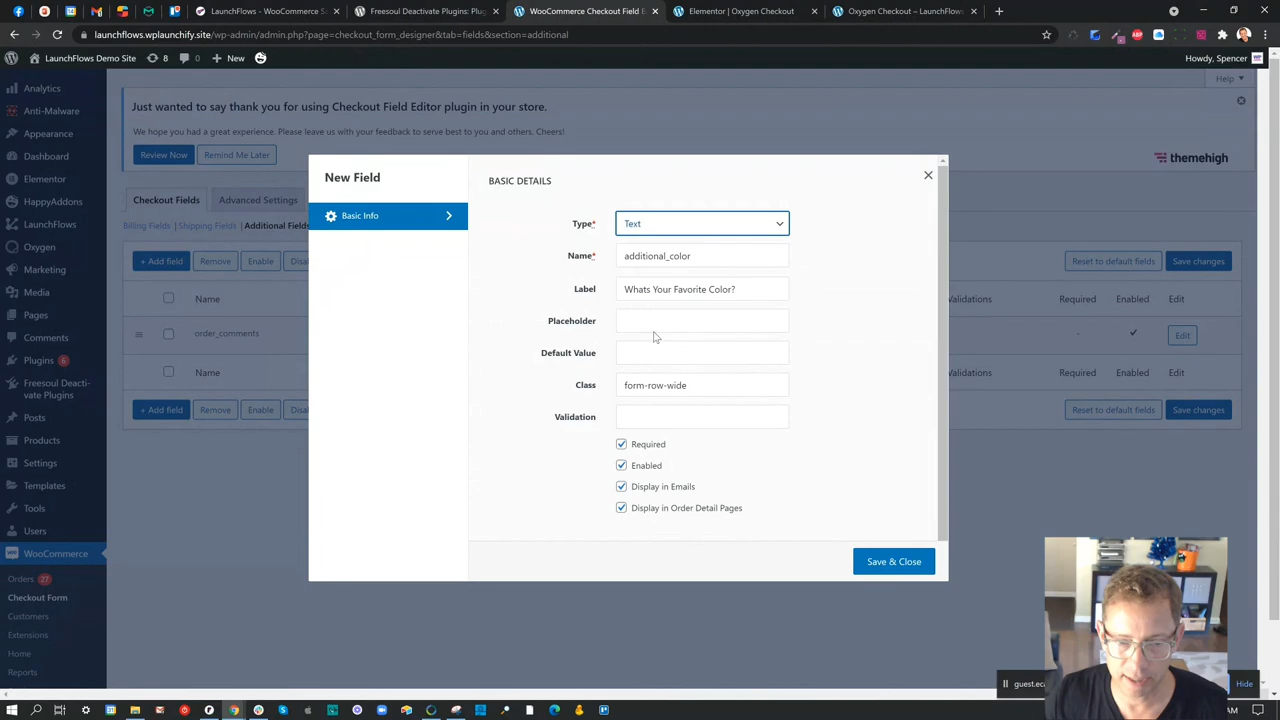 LaunchFlows - WooCommerce S
Freesoul Deactivate Plugins: Plu
WooCommerce Checkout Field E
Elementor | Oxygen Checkout
Oxygen Checkout – LaunchFlows
launchflows.wplaunchify.site/wp-admin/admin.php?page=checkout_form_designer&tab=fields&section=additional
LaunchFlows Demo Site
8
0
New
Howdy, Spencer
Help
Analytics
Anti-Malware
Appearance
Dashboard
Elementor
HappyAddons
LaunchFlows
Oxygen
Marketing
Media
Pages
Comments
Plugins 6
Freesoul Deacti-
vate Plugins
Posts
Products
Settings
Templates
Tools
Users
WooCommerce
Orders 27
Checkout Form
Customers
Extensions
Home
Reports
Just wanted to say thank you for using Checkout Field Editor plugin in your store.
We hope you had a great experience. Please leave us with your feedback to serve best to you and others. Cheers!
Review Now
Remind Me Later
themehigh
Checkout Fields
Advanced Settings
Billing Fields
Shipping Fields
Additional Fields
+ Add field
Remove
Enable
Disa
Reset to default fields
Save changes
Name
Validations
Required
Enabled
Edit
order_comments
-
Edit
Name
Validations
Required
Enabled
Edit
+ Add field
Remove
Enable
Disa
Reset to default fields
Save changes
New Field
Basic Info
BASIC DETAILS
Type*
Text
Name*
additional_color
Label
Whats Your Favorite Color?
Placeholder
Default Value
Class
form-row-wide
Validation
Required
Enabled
Display in Emails
Display in Order Detail Pages
Save & Close
guest.ec
Hide
AM